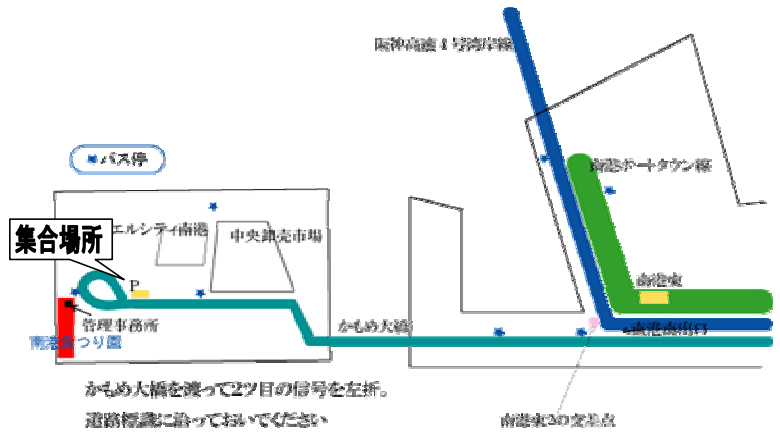 阪神高速4号湾岸線
バス停
南港ポートタウン線
エルシティ南港
中央卸売市場
集合場所
P
南港東
管理事務所
かもめ大橋
南港南出口
南港魚つり園
かもめ大橋を渡って2ツ目の信号を左折。
道路標識に沿っておいでください
南港東2の交差点